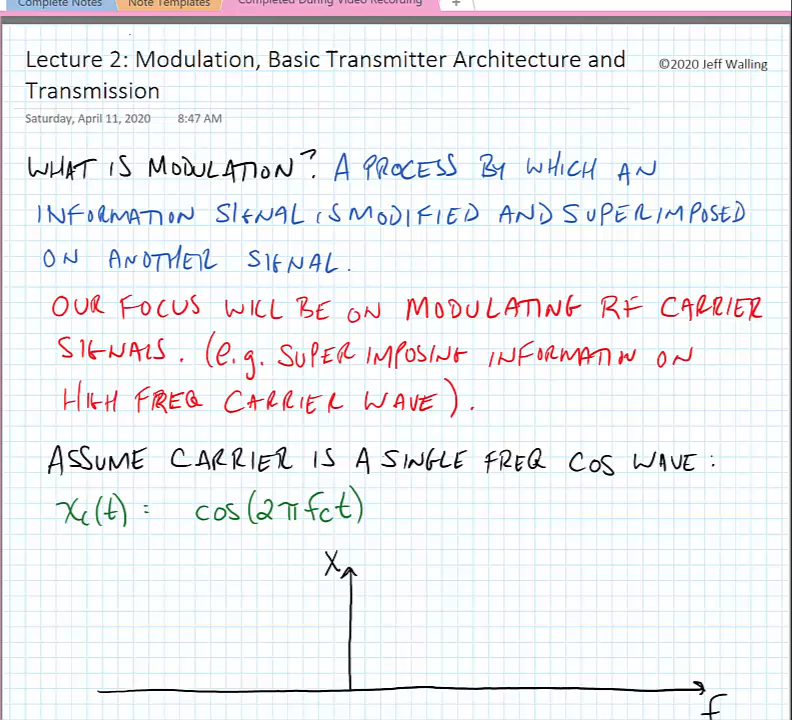 Complete Notes Note Templates Completed During Video Recording +
Lecture 2: Modulation, Basic Transmitter Architecture and
Transmission
©2020 Jeff Walling
Saturday, April 11, 2020 8:47 AM
WHAT IS MODULATION? A PROCESS BY WHICH AN
INFORMATION SIGNAL IS MODIFIED AND SUPERIMPOSED
ON ANOTHER SIGNAL.
OUR FOCUS WILL BE ON MODULATING RF CARRIER
SIGNALS. (e.g. SUPERIMPOSING INFORMATION ON
HIGH FREQ CARRIER WAVE).
ASSUME CARRIER IS A SINGLE FREQ COS WAVE:
xc(t) = cos(2πfct)
X
f